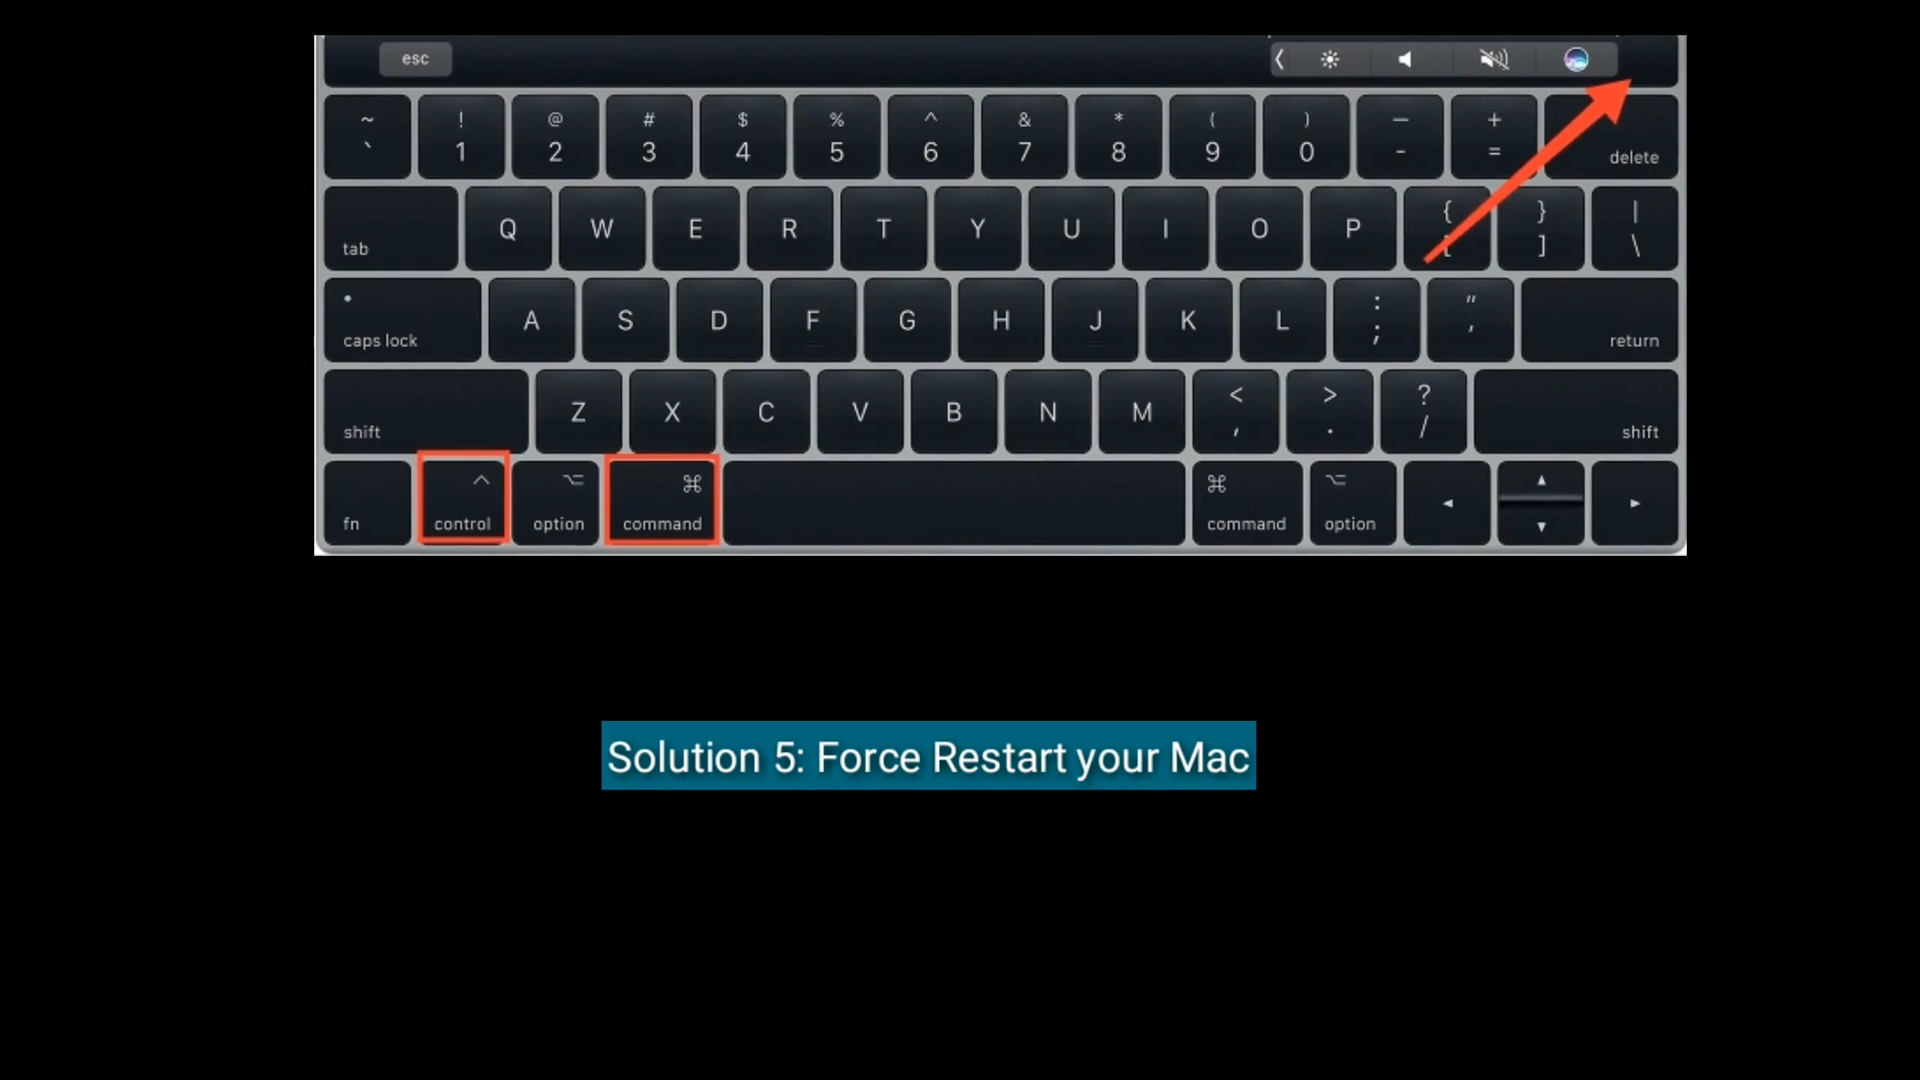 esc
~ ! @ # $ % ^ & * ( ) — +
` 1 2 3 4 5 6 7 8 9 0 - = delete
tab Q W E R T Y U I O P { [ } ] | \
caps lock A S D F G H J K L : ; " ' return
shift Z X C V B N M < , > . ? / shift
fn control option command command option
Solution 5: Force Restart your Mac